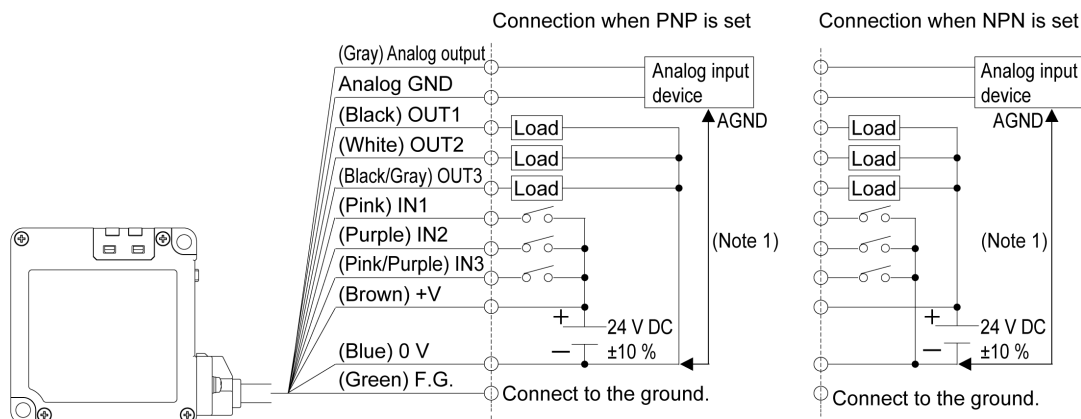 Connection when PNP is set
Connection when NPN is set
(Gray) Analog output
Analog GND
(Black) OUT1
(White) OUT2
(Black/Gray) OUT3
(Pink) IN1
(Purple) IN2
(Pink/Purple) IN3
(Brown) +V
(Blue) 0 V
(Green) F.G.
Load
Load
Load
Analog input
device
AGND
(Note 1)
+
24 V DC
−
±10 %
Connect to the ground.
Load
Load
Load
Analog input
device
AGND
(Note 1)
+
24 V DC
−
±10 %
Connect to the ground.